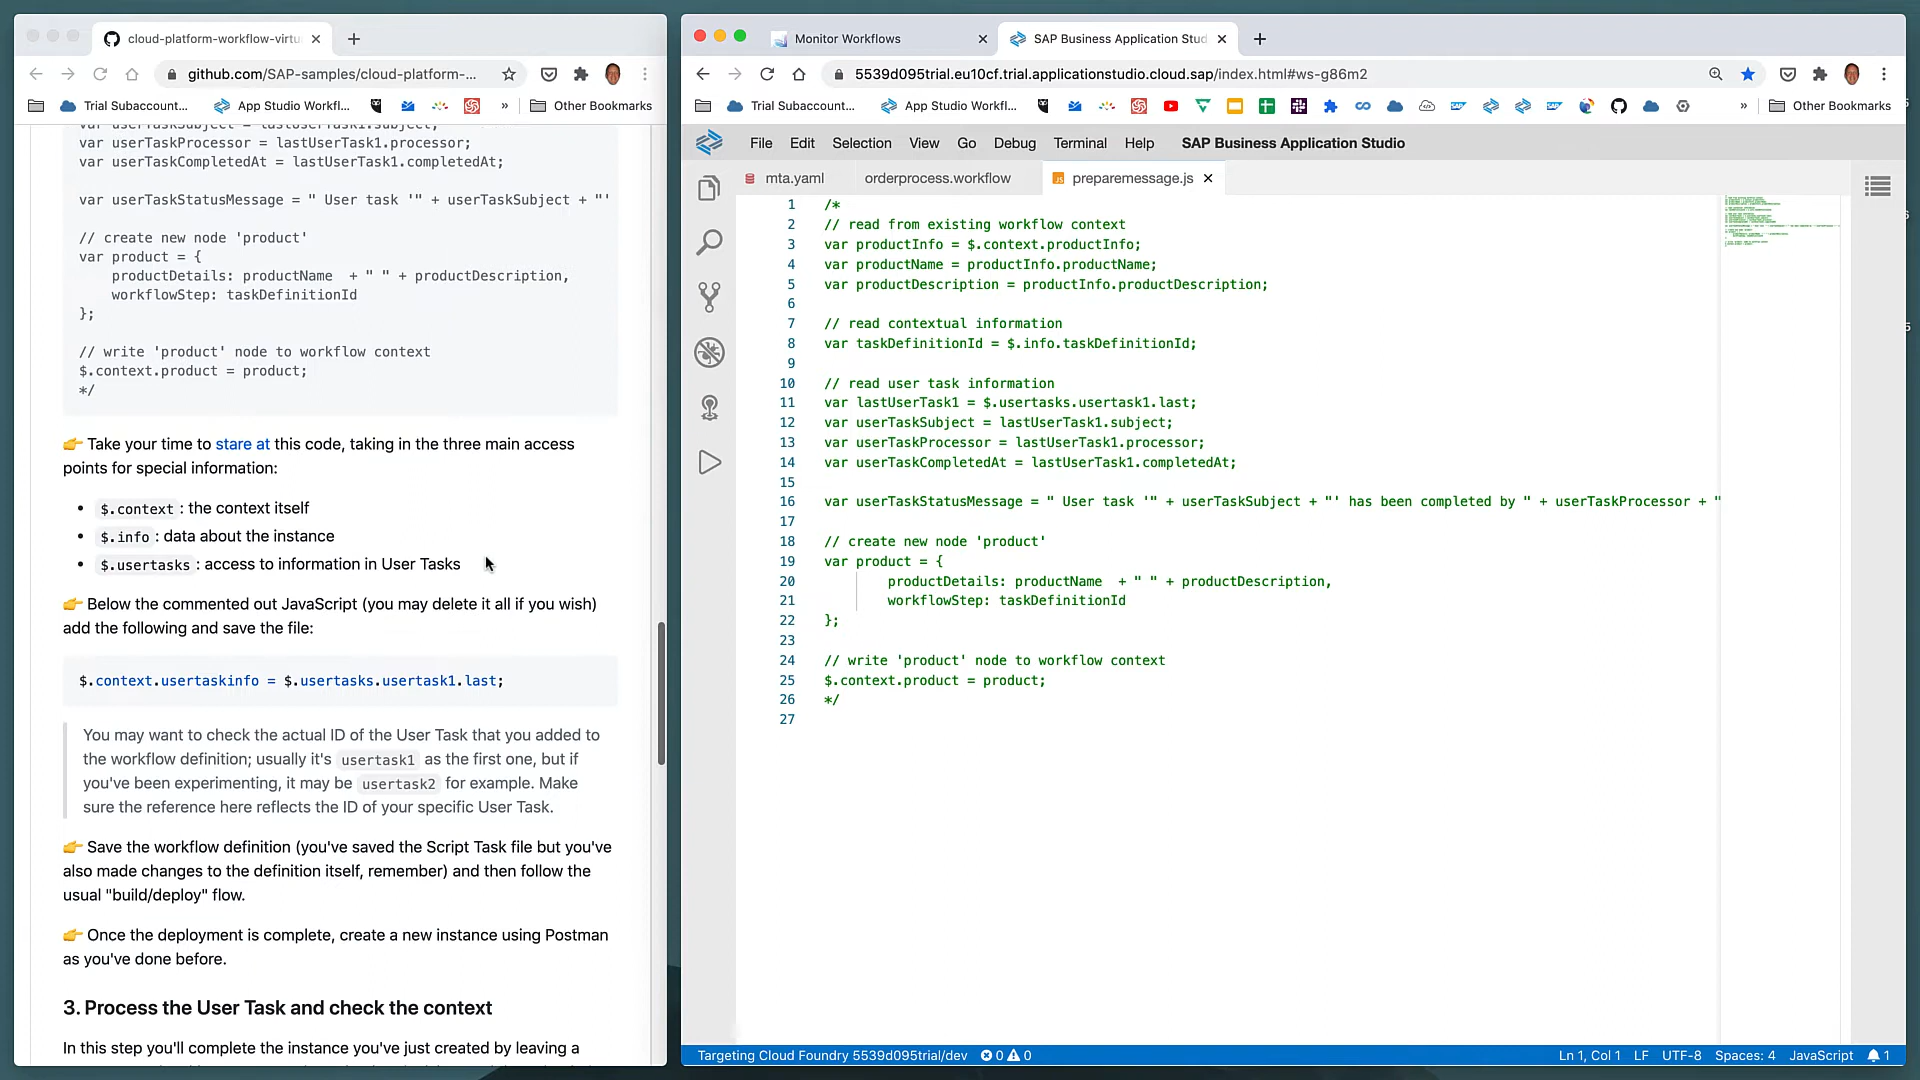 cloud-platform-workflow-virtu
github.com/SAP-samples/cloud-platform-...
Trial Subaccount...
App Studio Workfl...
»
Other Bookmarks
var userTaskSubject = lastUserTask1.subject;
var userTaskProcessor = lastUserTask1.processor;
var userTaskCompletedAt = lastUserTask1.completedAt;
var userTaskStatusMessage = " User task '" + userTaskSubject + "'
// create new node 'product'
var product = {
productDetails: productName  + " " + productDescription,
workflowStep: taskDefinitionId
};
// write 'product' node to workflow context
$.context.product = product;
*/
👉 Take your time to stare at this code, taking in the three main access
points for special information:
• $.context : the context itself
• $.info : data about the instance
• $.usertasks : access to information in User Tasks
👉 Below the commented out JavaScript (you may delete it all if you wish)
add the following and save the file:
$.context.usertaskinfo = $.usertasks.usertask1.last;
You may want to check the actual ID of the User Task that you added to
the workflow definition; usually it's usertask1 as the first one, but if
you've been experimenting, it may be usertask2 for example. Make
sure the reference here reflects the ID of your specific User Task.
👉 Save the workflow definition (you've saved the Script Task file but you've
also made changes to the definition itself, remember) and then follow the
usual "build/deploy" flow.
👉 Once the deployment is complete, create a new instance using Postman
as you've done before.
3. Process the User Task and check the context
In this step you'll complete the instance you've just created by leaving a
Monitor Workflows
SAP Business Application Stud
5539d095trial.eu10cf.trial.applicationstudio.cloud.sap/index.html#ws-g86m2
Trial Subaccount...
App Studio Workfl...
»
Other Bookmarks
File Edit Selection View Go Debug Terminal Help SAP Business Application Studio
mta.yaml
orderprocess.workflow
preparemessage.js
1 /*
2 // read from existing workflow context
3 var productInfo = $.context.productInfo;
4 var productName = productInfo.productName;
5 var productDescription = productInfo.productDescription;
6
7 // read contextual information
8 var taskDefinitionId = $.info.taskDefinitionId;
9
10 // read user task information
11 var lastUserTask1 = $.usertasks.usertask1.last;
12 var userTaskSubject = lastUserTask1.subject;
13 var userTaskProcessor = lastUserTask1.processor;
14 var userTaskCompletedAt = lastUserTask1.completedAt;
15
16 var userTaskStatusMessage = " User task '" + userTaskSubject + "' has been completed by " + userTaskProcessor + "
17
18 // create new node 'product'
19 var product = {
20 productDetails: productName  + " " + productDescription,
21 workflowStep: taskDefinitionId
22 };
23
24 // write 'product' node to workflow context
25 $.context.product = product;
26 */
27
Targeting Cloud Foundry 5539d095trial/dev 0 0
Ln 1, Col 1 LF UTF-8 Spaces: 4 JavaScript 1